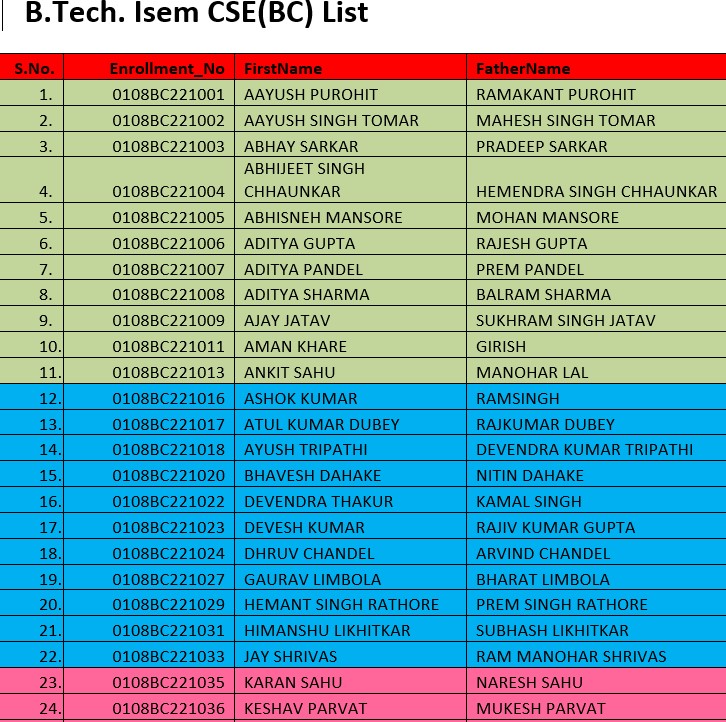 B.Tech. Isem CSE(BC) List
S.No. Enrollment_No FirstName FatherName
1. 0108BC221001 AAYUSH PUROHIT RAMAKANT PUROHIT
2. 0108BC221002 AAYUSH SINGH TOMAR MAHESH SINGH TOMAR
3. 0108BC221003 ABHAY SARKAR PRADEEP SARKAR
ABHIJEET SINGH
4. 0108BC221004 CHHAUNKAR HEMENDRA SINGH CHHAUNKAR
5. 0108BC221005 ABHISNEH MANSORE MOHAN MANSORE
6. 0108BC221006 ADITYA GUPTA RAJESH GUPTA
7. 0108BC221007 ADITYA PANDEL PREM PANDEL
8. 0108BC221008 ADITYA SHARMA BALRAM SHARMA
9. 0108BC221009 AJAY JATAV SUKHRAM SINGH JATAV
10. 0108BC221011 AMAN KHARE GIRISH
11. 0108BC221013 ANKIT SAHU MANOHAR LAL
12. 0108BC221016 ASHOK KUMAR RAMSINGH
13. 0108BC221017 ATUL KUMAR DUBEY RAJKUMAR DUBEY
14. 0108BC221018 AYUSH TRIPATHI DEVENDRA KUMAR TRIPATHI
15. 0108BC221020 BHAVESH DAHAKE NITIN DAHAKE
16. 0108BC221022 DEVENDRA THAKUR KAMAL SINGH
17. 0108BC221023 DEVESH KUMAR RAJIV KUMAR GUPTA
18. 0108BC221024 DHRUV CHANDEL ARVIND CHANDEL
19. 0108BC221027 GAURAV LIMBOLA BHARAT LIMBOLA
20. 0108BC221029 HEMANT SINGH RATHORE PREM SINGH RATHORE
21. 0108BC221031 HIMANSHU LIKHITKAR SUBHASH LIKHITKAR
22. 0108BC221033 JAY SHRIVAS RAM MANOHAR SHRIVAS
23. 0108BC221035 KARAN SAHU NARESH SAHU
24. 0108BC221036 KESHAV PARVAT MUKESH PARVAT